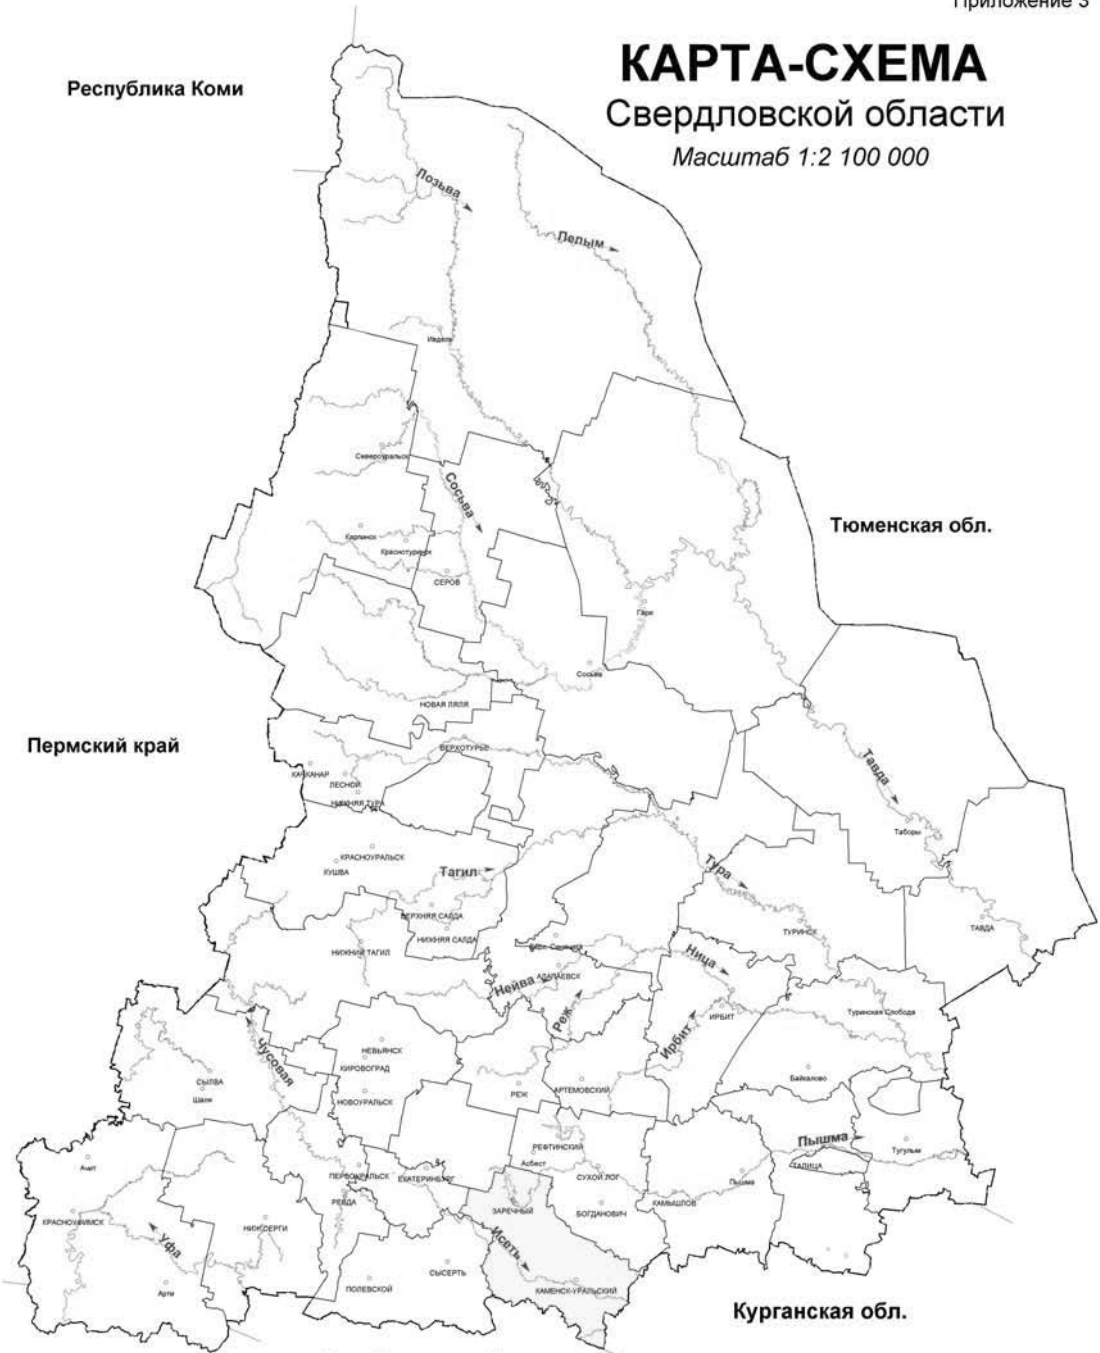 Приложение 3
КАРТА-СХЕМА
Свердловской области
Масштаб 1:2 100 000
Республика Коми
Лозьва
Пелым
Ивдель
Североуральск
Сосьва
Тюменская обл.
Карпинск
Краснотурьинск
СЕРОВ
Гари
Сосьва
НОВАЯ ЛЯЛЯ
Пермский край
ВЕРХОТУРЬЕ
КАЧКАНАР
ЛЕСНОЙ
НИЖНЯЯ ТУРА
Тавда
Таборы
КРАСНОУРАЛЬСК
КУШВА
Тагил
Тура
ВЕРХНЯЯ САЛДА
НИЖНЯЯ САЛДА
ТУРИНСК
ТАВДА
НИЖНИЙ ТАГИЛ
Ница
АЛАПАЕВСК
Нейва
Реж
Ирбит
ИРБИТ
Туринская Слобода
Чусовая
НЕВЬЯНСК
КИРОВОГРАД
СЫЛВА
Шаля
НОВОУРАЛЬСК
РЕЖ
АРТЕМОВСКИЙ
Байкалово
Пышма
РЕФТИНСКИЙ
Асбест
СУХОЙ ЛОГ
Тугулым
ТАЛИЦА
Ачит
ПЕРВОУРАЛЬСК
ЕКАТЕРИНБУРГ
Пышма
КАМЫШЛОВ
РЕВДА
ЗАРЕЧНЫЙ
БОГДАНОВИЧ
КРАСНОУФИМСК
НИЖ.СЕРГИ
Уфа
Исеть
СЫСЕРТЬ
ПОЛЕВСКОЙ
КАМЕНСК-УРАЛЬСКИЙ
Арти
Курганская обл.